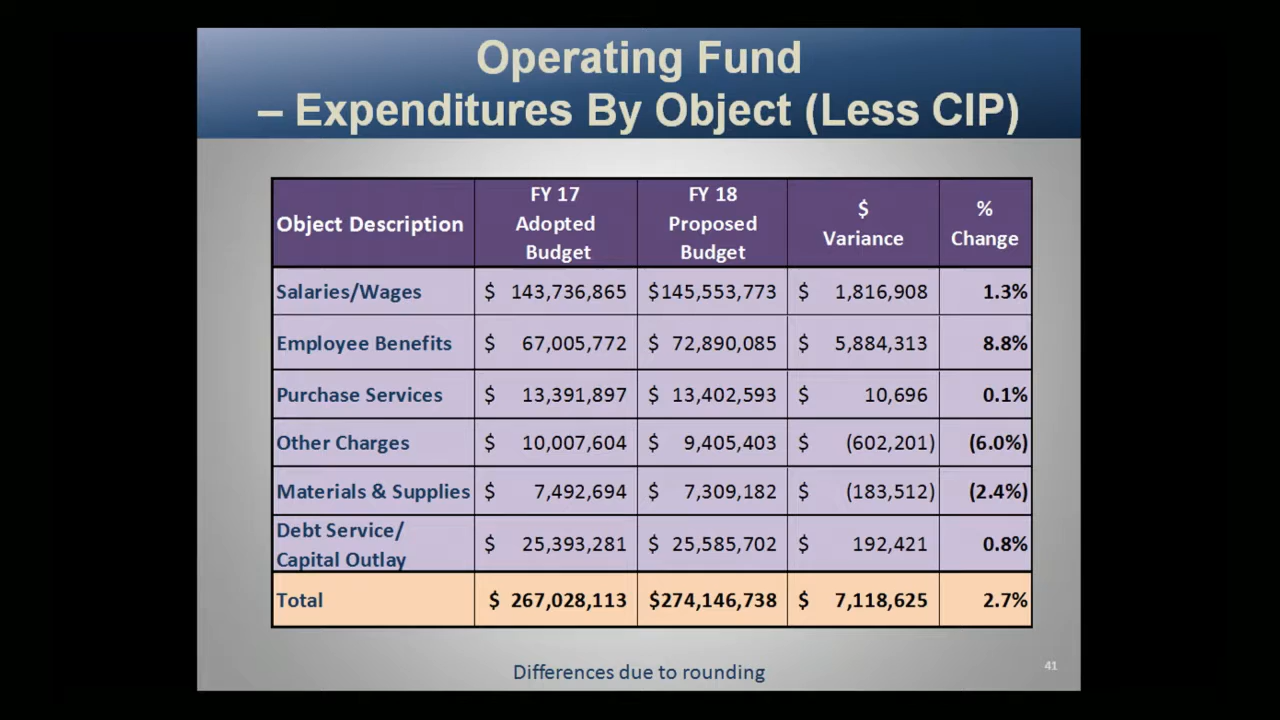 Operating Fund
– Expenditures By Object (Less CIP)
Object Description FY 17 Adopted Budget FY 18 Proposed Budget $ Variance % Change
Salaries/Wages $ 143,736,865 $145,553,773 $ 1,816,908 1.3%
Employee Benefits $ 67,005,772 $ 72,890,085 $ 5,884,313 8.8%
Purchase Services $ 13,391,897 $ 13,402,593 $ 10,696 0.1%
Other Charges $ 10,007,604 $ 9,405,403 $ (602,201) (6.0%)
Materials & Supplies $ 7,492,694 $ 7,309,182 $ (183,512) (2.4%)
Debt Service/
Capital Outlay $ 25,393,281 $ 25,585,702 $ 192,421 0.8%
Total $ 267,028,113 $274,146,738 $ 7,118,625 2.7%
Differences due to rounding
41